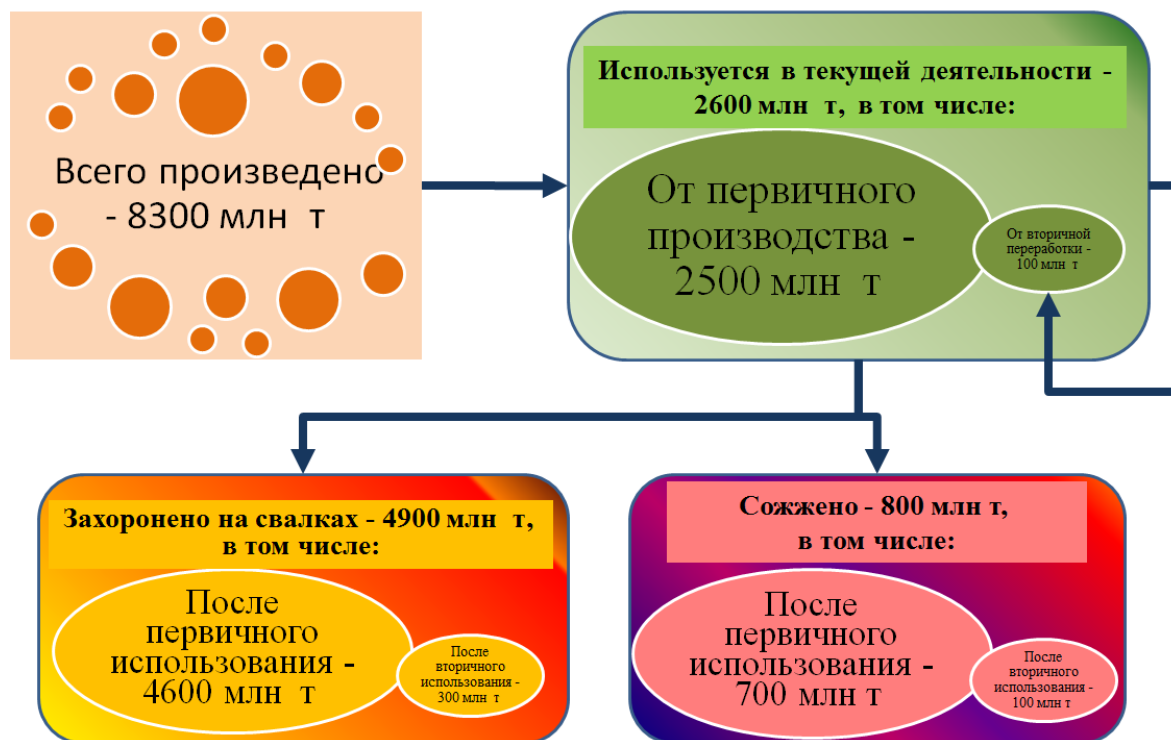 Всего произведено
- 8300 млн т
Используется в текущей деятельности -
2600 млн т, в том числе:
От первичного
производства -
2500 млн т
От вторичной
переработки -
100 млн т
Захоронено на свалках - 4900 млн т,
в том числе:
После
первичного
использования -
4600 млн т
После
вторичного
использования -
300 млн т
Сожжено - 800 млн т,
в том числе:
После
первичного
использования -
700 млн т
После
вторичного
использования -
100 млн т